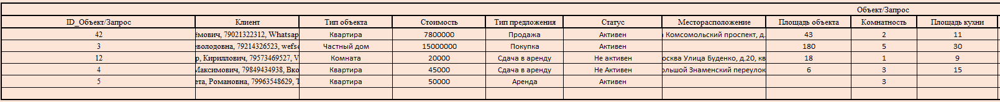 Объект/Запрос
ID_Объект/Запрос Клиент Тип объекта Стоимость Тип предложения Статус Месторасположение Площадь объекта Комнатность Площадь кухни
42 ёмович, 79021322312, Whatsap Квартира 7800000 Продажа Активен Комсомольский проспект, д. 43 2 11
3 еволодовна, 79214326523, wefsc Частный дом 15000000 Покупка Активен 180 5 30
12 р, Кириллович, 79573469527, V Комната 20000 Сдача в аренду Не активен осква Улица Буденко, д.20, кв 18 1 9
4 Максимович, 79849434938, Вко Квартира 45000 Сдача в аренду Не Активен ольшой Знаменский переулок 6 3 15
5 ета, Романовна, 79963548629, Т Квартира 50000 Аренда Активен 3